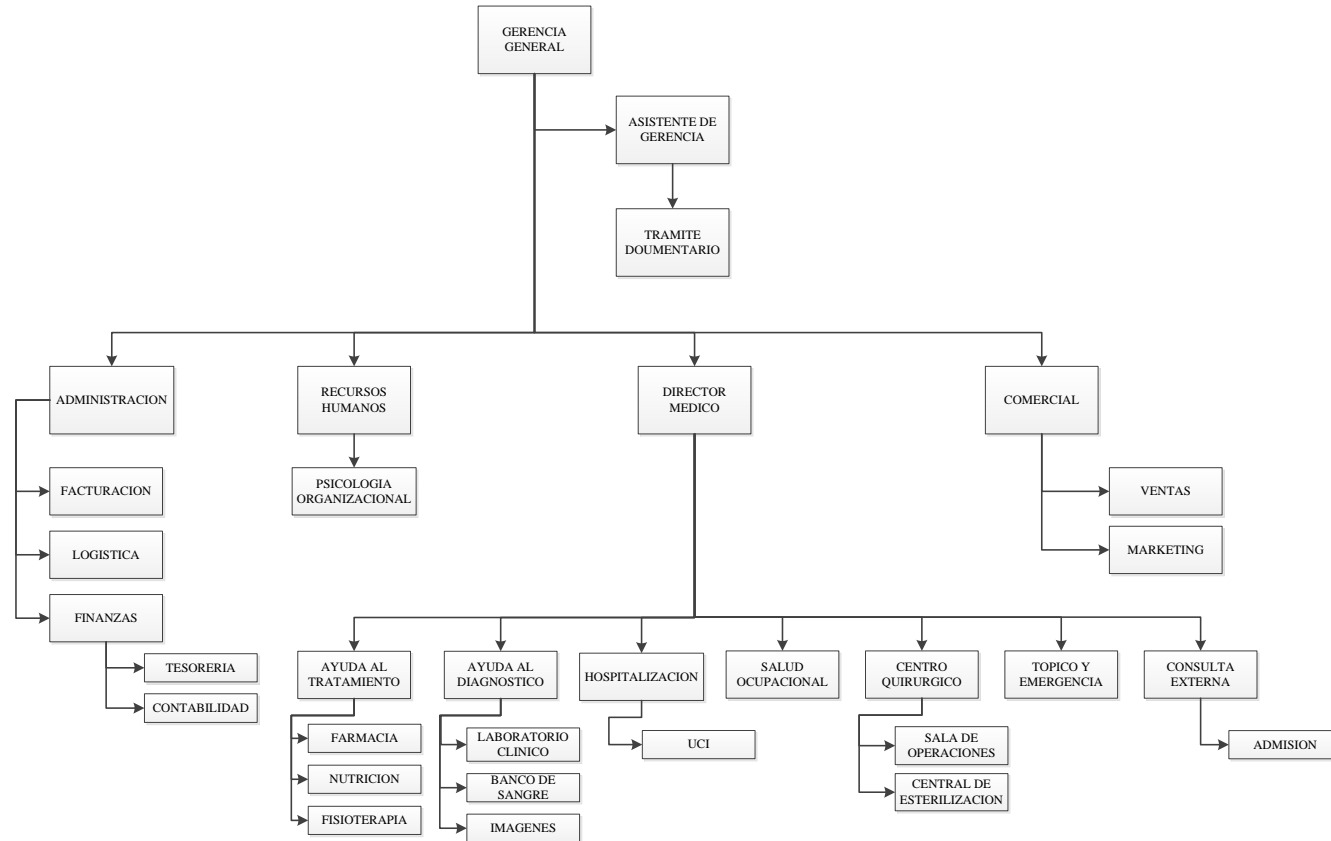 GERENCIA
GENERAL
ASISTENTE DE
GERENCIA
TRAMITE
DOUMENTARIO
ADMINISTRACION
RECURSOS
HUMANOS
DIRECTOR
MEDICO
COMERCIAL
FACTURACION
LOGISTICA
FINANZAS
TESORERIA
CONTABILIDAD
PSICOLOGIA
ORGANIZACIONAL
VENTAS
MARKETING
AYUDA AL
TRATAMIENTO
FARMACIA
NUTRICION
FISIOTERAPIA
AYUDA AL
DIAGNOSTICO
LABORATORIO
CLINICO
BANCO DE
SANGRE
IMAGENES
HOSPITALIZACION
UCI
SALUD
OCUPACIONAL
CENTRO
QUIRURGICO
SALA DE
OPERACIONES
CENTRAL DE
ESTERILIZACION
TOPICO Y
EMERGENCIA
CONSULTA
EXTERNA
ADMISION